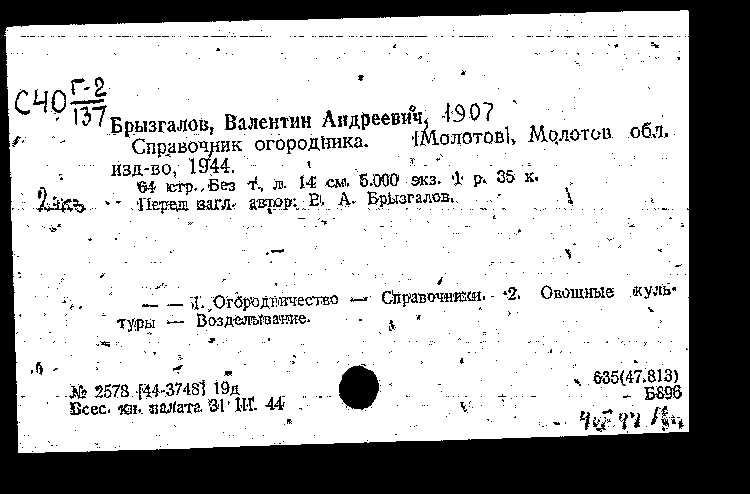 С40 Г-2
137
Брызгалов, Валентин Андреевич, 1907
Справочник огородника. [Молотов], Молотов обл.
изд-во, 1944.
64 стр. Без т. л. 14 см. 5.000 экз. 1 р. 35 к.
2 экз
Перед загл. автор: В. А. Брызгалов.
— — 1. Огородничество — Справочники. 2. Овощные куль-
туры — Возделывание.
№ 2578 [44-3748] 19д
Всес. кн. палата 31 III. 44
635(47.813)
Б896